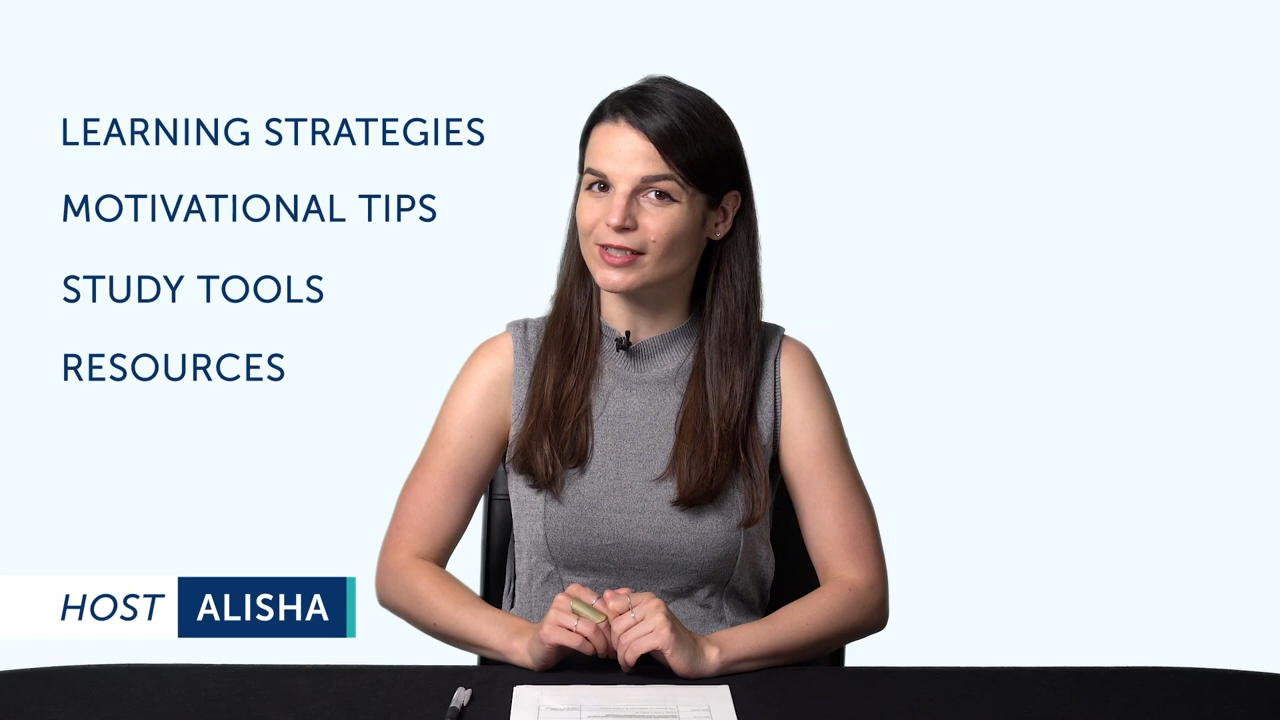 LEARNING STRATEGIES
MOTIVATIONAL TIPS
STUDY TOOLS
RESOURCES
HOST ALISHA